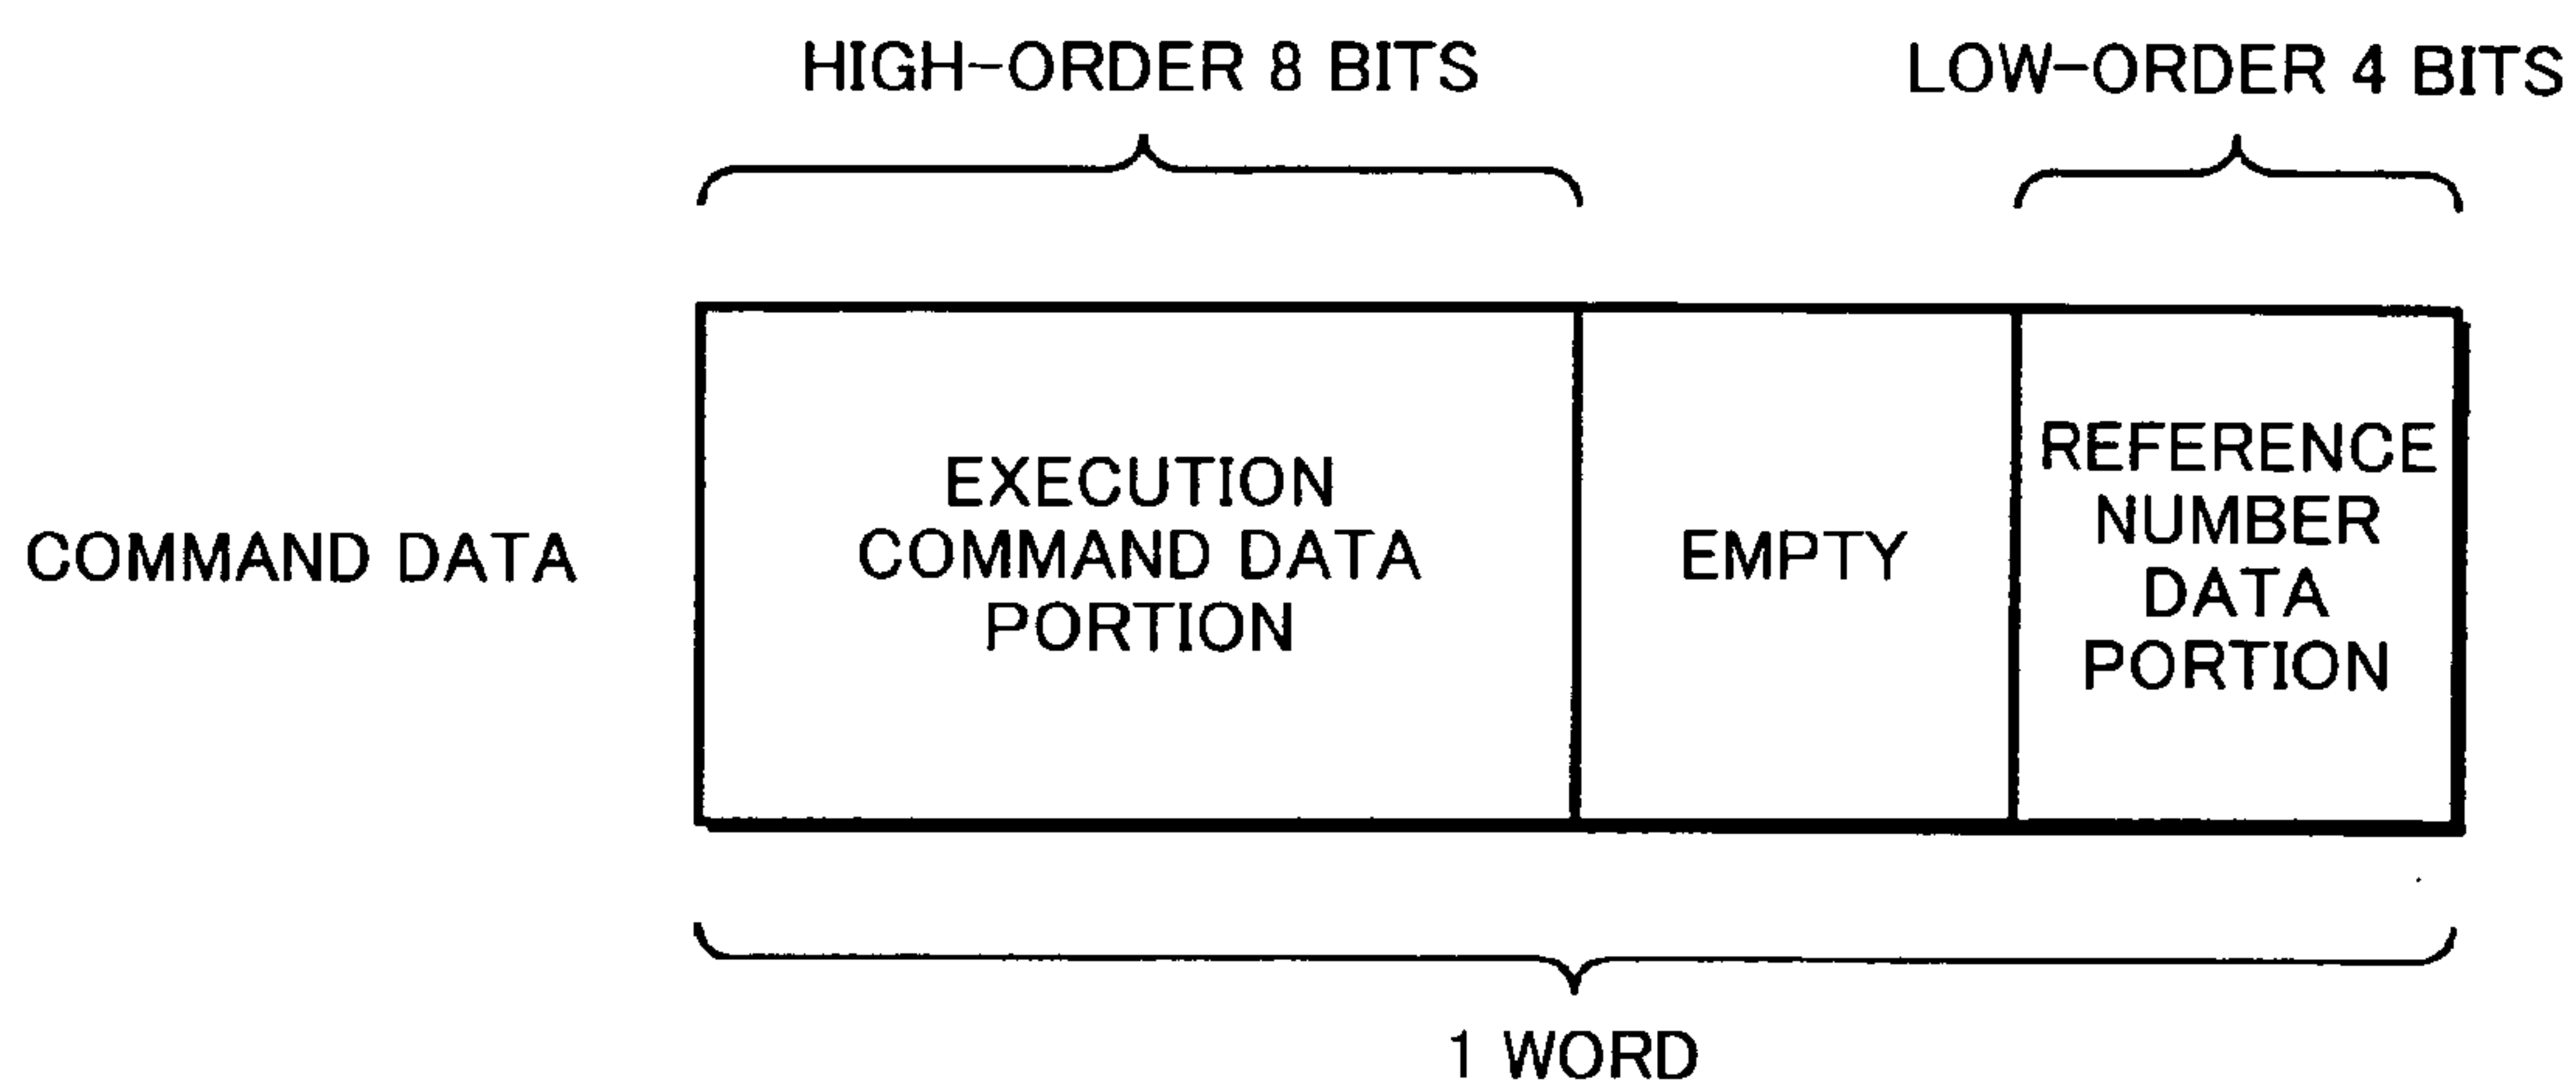 HIGH-ORDER 8 BITS
LOW-ORDER 4 BITS
COMMAND DATA
EXECUTION
COMMAND DATA
PORTION
EMPTY
REFERENCE
NUMBER
DATA
PORTION
1 WORD